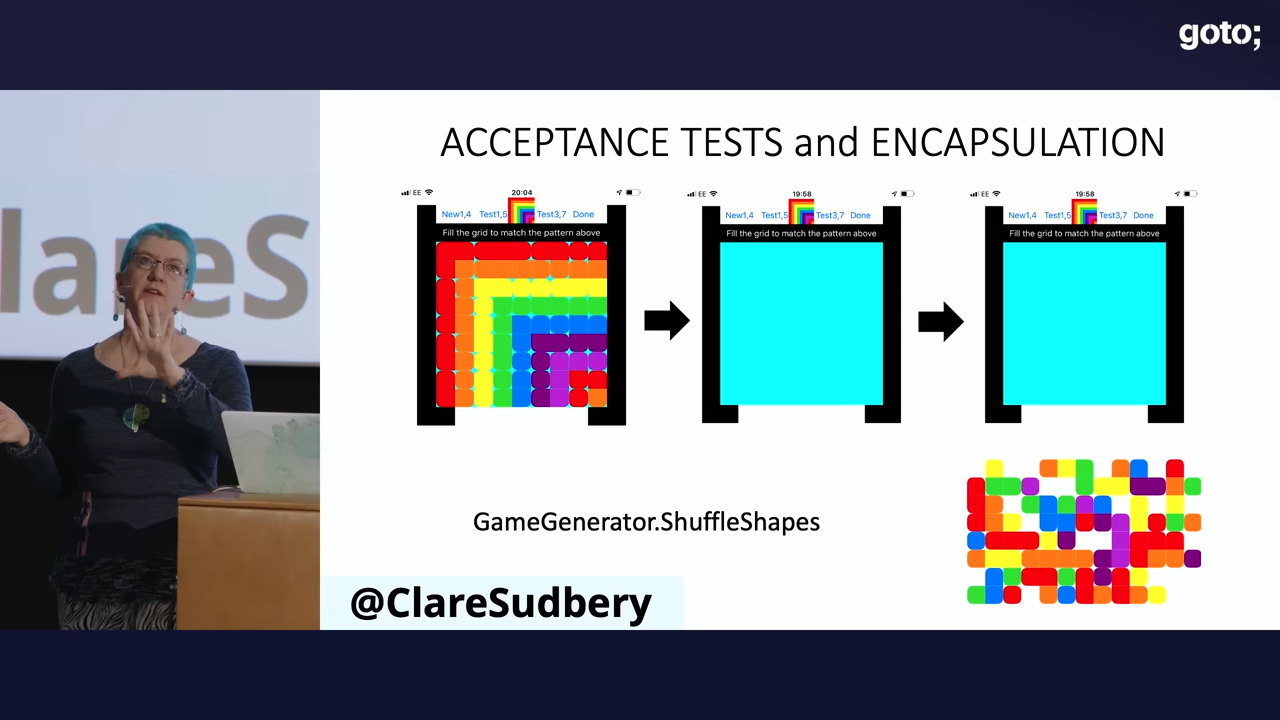 goto;
lareS
ACCEPTANCE TESTS and ENCAPSULATION
EE 20:04
New1,4 Test1,5 Test3,7 Done
Fill the grid to match the pattern above
EE 19:58
New1,4 Test1,5 Test3,7 Done
Fill the grid to match the pattern above
EE 19:58
New1,4 Test1,5 Test3,7 Done
Fill the grid to match the pattern above
GameGenerator.ShuffleShapes
@ClareSudbery